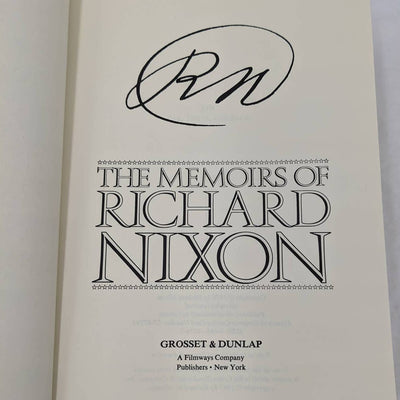 RN
THE MEMOIRS OF
RICHARD
NIXON
GROSSET & DUNLAP
A Filmways Company
Publishers • New York